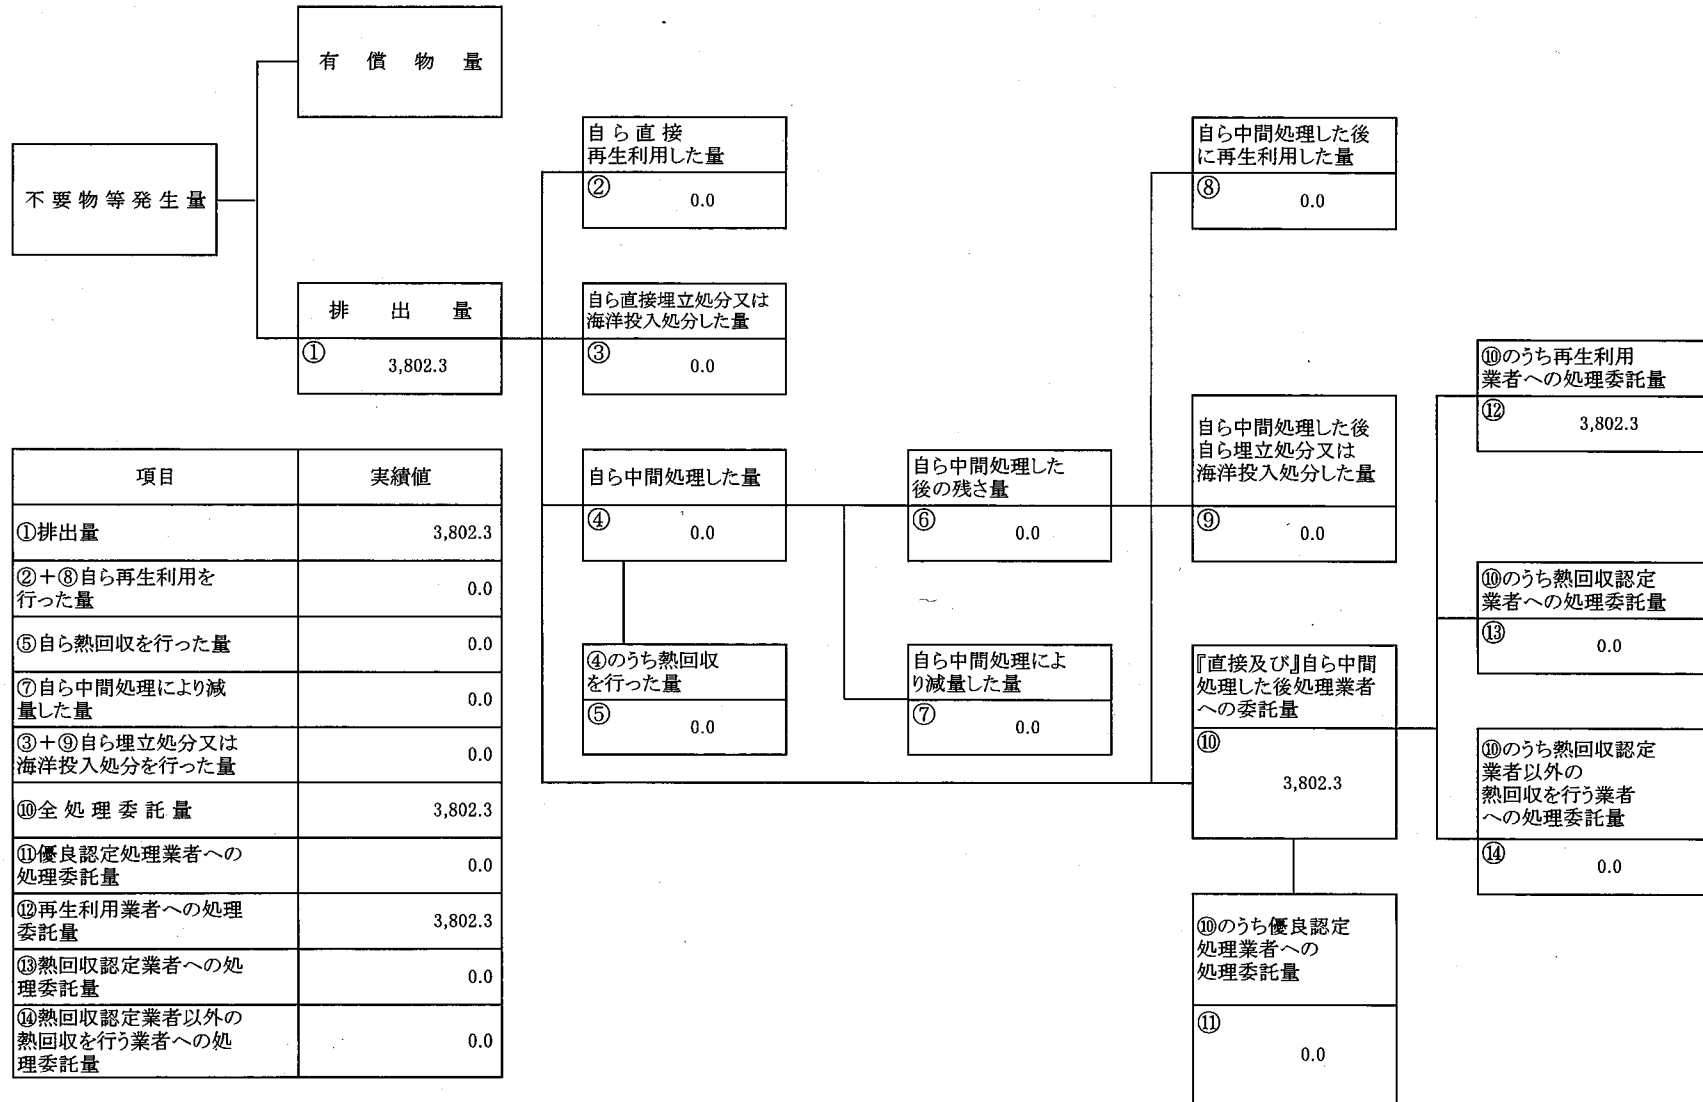 有償物量
不要物等発生量
排出量
①
3,802.3
自ら直接
再生利用した量
②
0.0
自ら直接埋立処分又は
海洋投入処分した量
③
0.0
自ら中間処理した量
④
0.0
④のうち熱回収
を行った量
⑤
0.0
自ら中間処理した
後の残さ量
⑥
0.0
自ら中間処理によ
り減量した量
⑦
0.0
自ら中間処理した後
に再生利用した量
⑧
0.0
自ら中間処理した後
自ら埋立処分又は
海洋投入処分した量
⑨
0.0
『直接及び』自ら中間
処理した後処理業者
への委託量
⑩
3,802.3
⑩のうち優良認定
処理業者への
処理委託量
⑪
0.0
⑩のうち再生利用
業者への処理委託量
⑫
3,802.3
⑩のうち熱回収認定
業者への処理委託量
⑬
0.0
⑩のうち熱回収認定
業者以外の
熱回収を行う業者
への処理委託量
⑭
0.0
項目 実績値
①排出量 3,802.3
②+⑧自ら再生利用を
行った量 0.0
⑤自ら熱回収を行った量 0.0
⑦自ら中間処理により減
量した量 0.0
③+⑨自ら埋立処分又は
海洋投入処分を行った量 0.0
⑩全処理委託量 3,802.3
⑪優良認定処理業者への
処理委託量 0.0
⑫再生利用業者への処理
委託量 3,802.3
⑬熱回収認定業者への処
理委託量 0.0
⑭熱回収認定業者以外の
熱回収を行う業者への処
理委託量 0.0